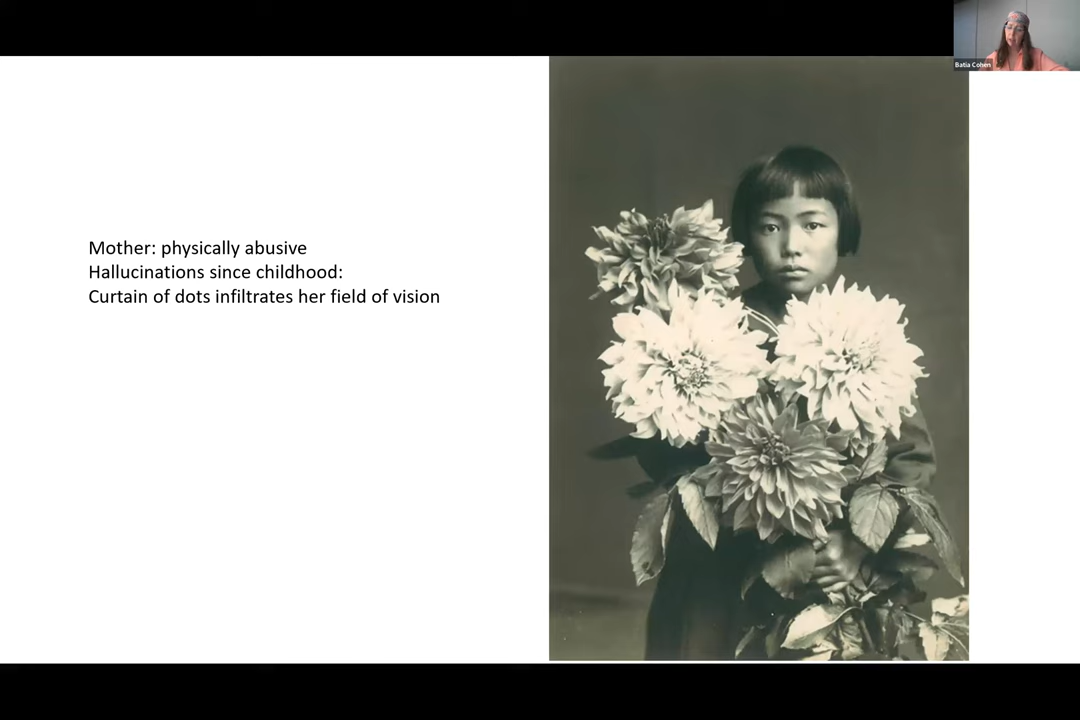 Batia Cohen
Mother: physically abusive
Hallucinations since childhood:
Curtain of dots infiltrates her field of vision